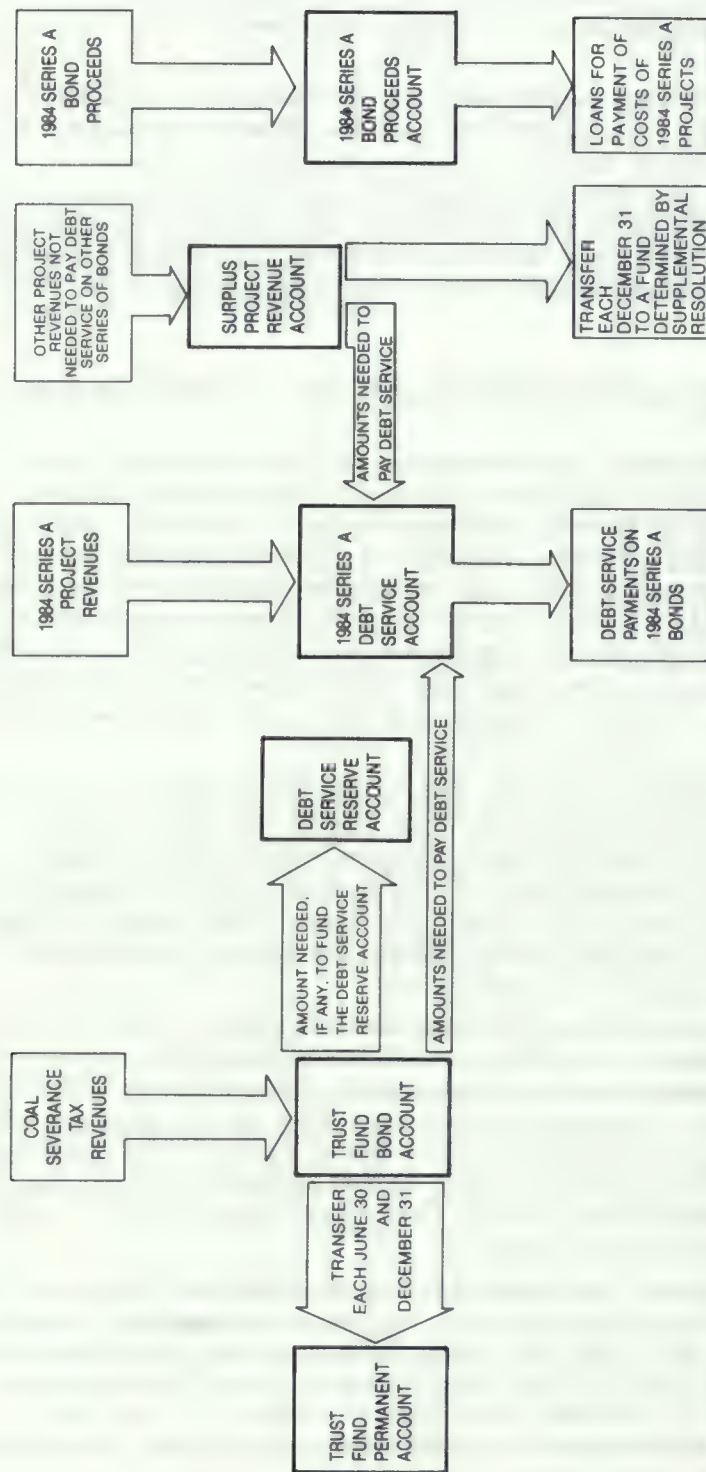 COAL
SEVERANCE
TAX
REVENUES
1984 SERIES A
PROJECT
REVENUES
OTHER PROJECT
REVENUES NOT
NEEDED TO PAY DEBT
SERVICE ON OTHER
SERIES OF BONDS
1984 SERIES A
BOND
PROCEEDS
SURPLUS
PROJECT
REVENUE
ACCOUNT
TRUST
FUND
PERMANENT
ACCOUNT
TRANSFER
EACH JUNE 30
AND
DECEMBER 31
TRUST
FUND
BOND
ACCOUNT
AMOUNT NEEDED,
IF ANY, TO FUND
THE DEBT SERVICE
RESERVE ACCOUNT
DEBT
SERVICE
RESERVE
ACCOUNT
AMOUNTS NEEDED TO PAY DEBT SERVICE
1984 SERIES A
DEBT
SERVICE
ACCOUNT
AMOUNTS NEEDED TO
PAY DEBT SERVICE
1984 SERIES A
BOND
PROCEEDS
ACCOUNT
DEBT SERVICE
PAYMENTS ON
1984 SERIES A
BONDS
TRANSFER
EACH
DECEMBER 31
TO A FUND
DETERMINED BY
SUPPLEMENTAL
RESOLUTION
LOANS FOR
PAYMENT OF
COSTS OF
1984 SERIES A
PROJECTS